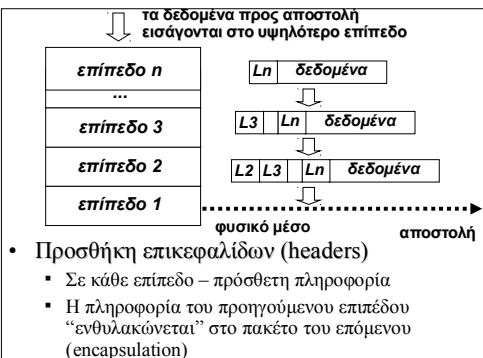 τα δεδομένα προς αποστολή
εισάγονται στο υψηλότερο επίπεδο
επίπεδο n
Ln δεδομένα
...
επίπεδο 3
L3 Ln δεδομένα
επίπεδο 2
L2 L3 Ln δεδομένα
επίπεδο 1
φυσικό μέσο
αποστολή
• Προσθήκη επικεφαλίδων (headers)
▪ Σε κάθε επίπεδο – πρόσθετη πληροφορία
▪ Η πληροφορία του προηγούμενου επιπέδου
“ενθυλακώνεται” στο πακέτο του επόμενου
(encapsulation)